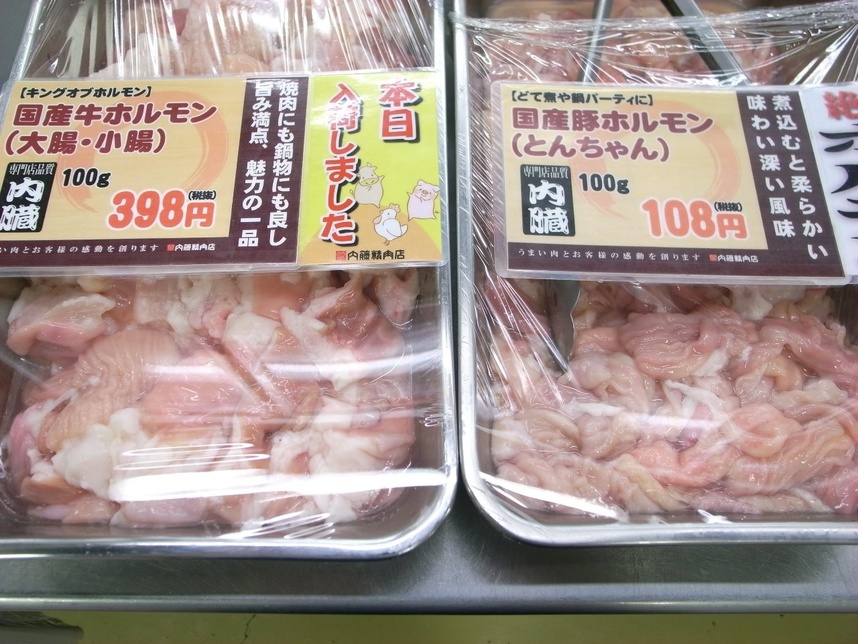 【キングオブホルモン】
国産牛ホルモン
(大腸・小腸)
専門店品質
内臓
100g
398円
(税抜)
焼肉にも鍋物にも良し
旨み満点、魅力の一品
い肉とお客様の感動を創ります
内藤精肉店
本日
入荷しました
内藤精肉店
【どて煮や鍋パーティに】
国産豚ホルモン
(とんちゃん)
専門店品質
内臓
100g
108円
(税抜)
煮込むと柔らかい
味わい深い風味
うまい肉とお客様の感動を創ります
内藤精肉店